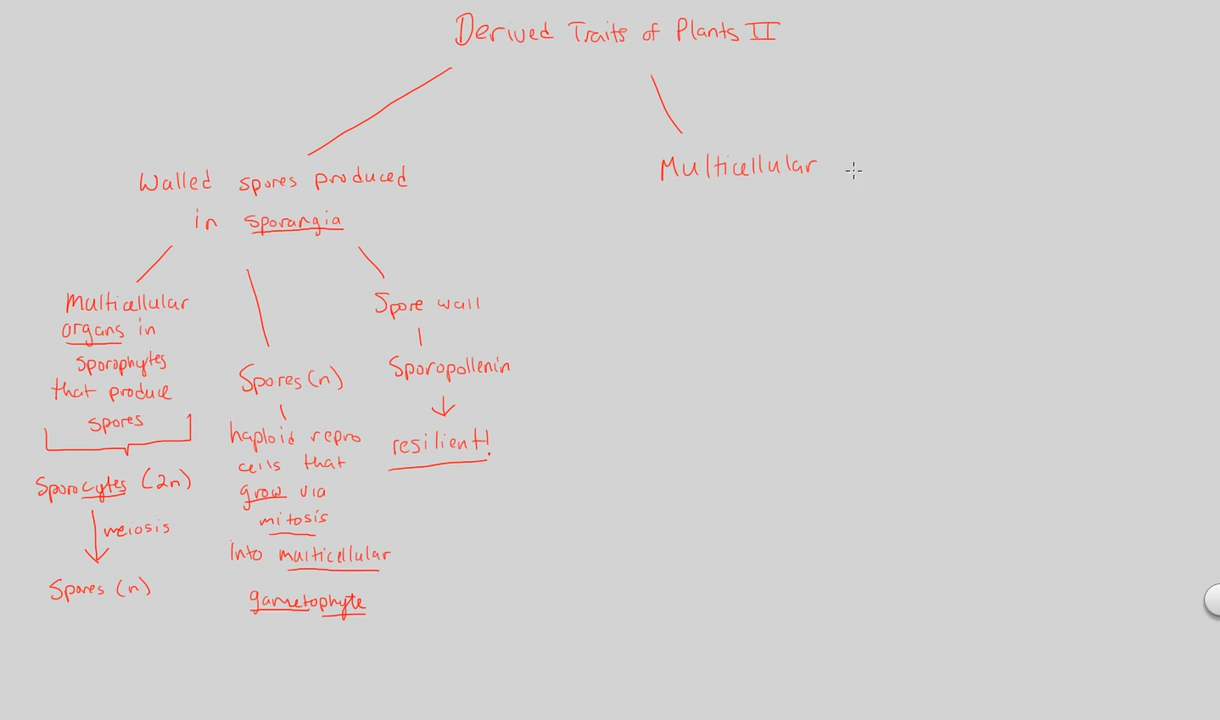 Derived Traits of Plants II
Walled spores produced
in sporangia
Multicellular
organs in
sporophytes
that produce
spores
Sporocytes (2n)
meiosis
Spores (n)
Spores (n)
haploid repro
cells that
grow via
mitosis
into multicellular
gametophyte
Spore wall
Sporopollenin
resilient!
Multicellular